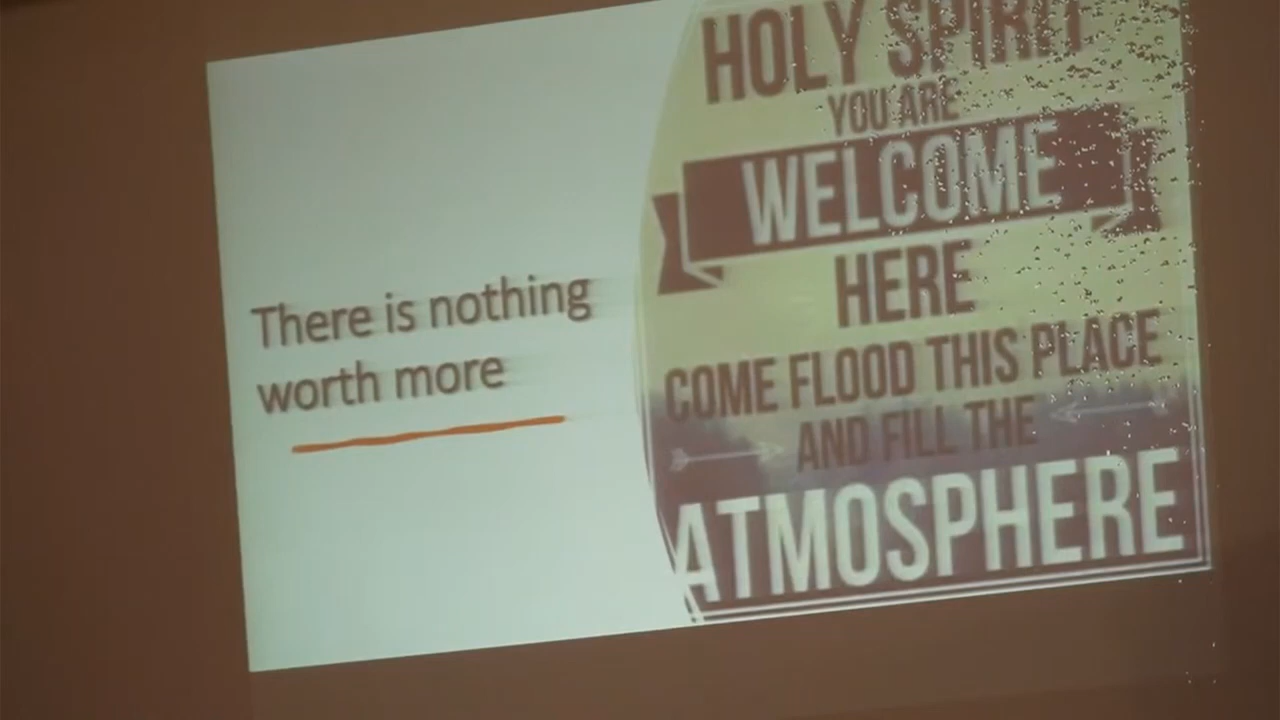 There is nothing
worth more
HOLY SPIRIT
YOU ARE
WELCOME
HERE
COME FLOOD THIS PLACE
AND FILL THE
ATMOSPHERE